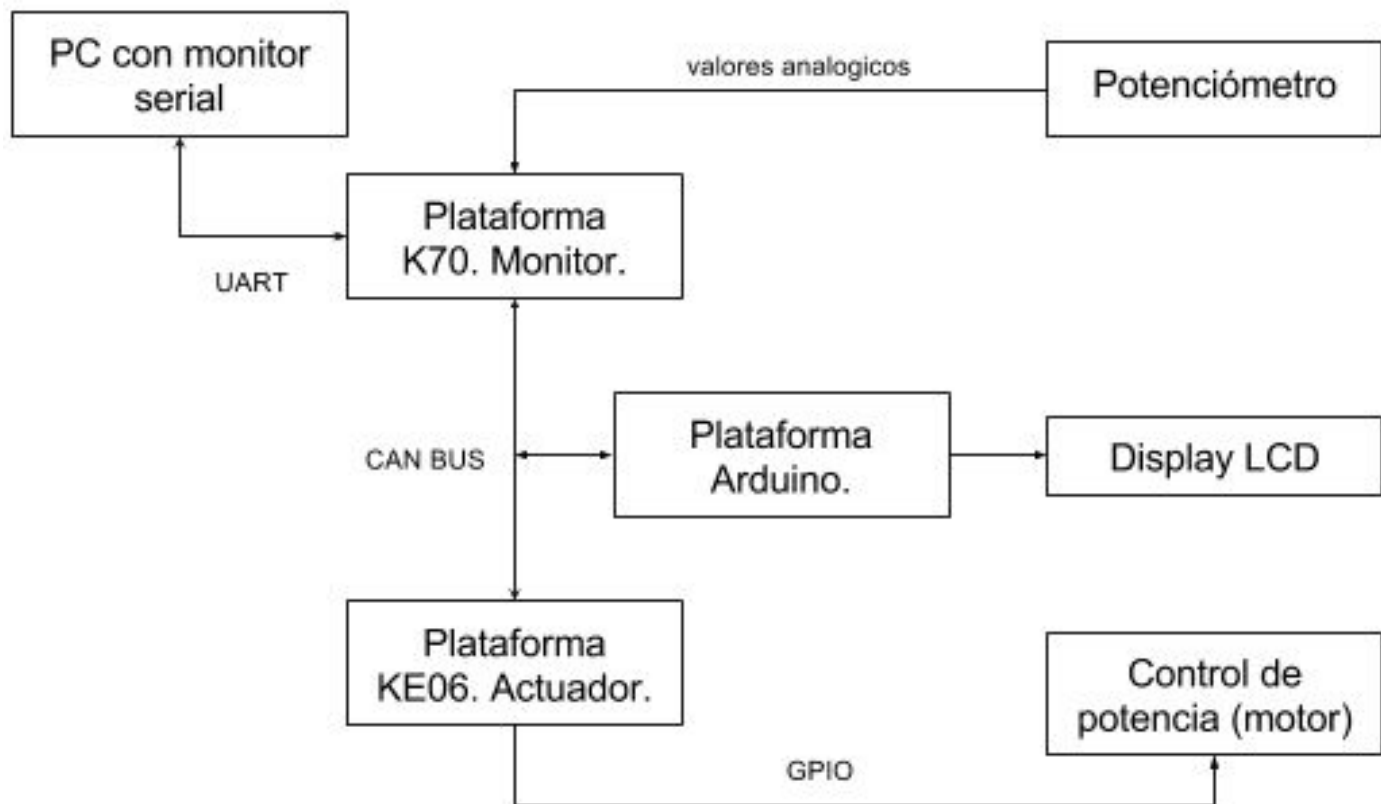 PC con monitor
serial
valores analogicos
Potenciómetro
Plataforma
K70. Monitor.
UART
CAN BUS
Plataforma
Arduino.
Display LCD
Plataforma
KE06. Actuador.
Control de
potencia (motor)
GPIO